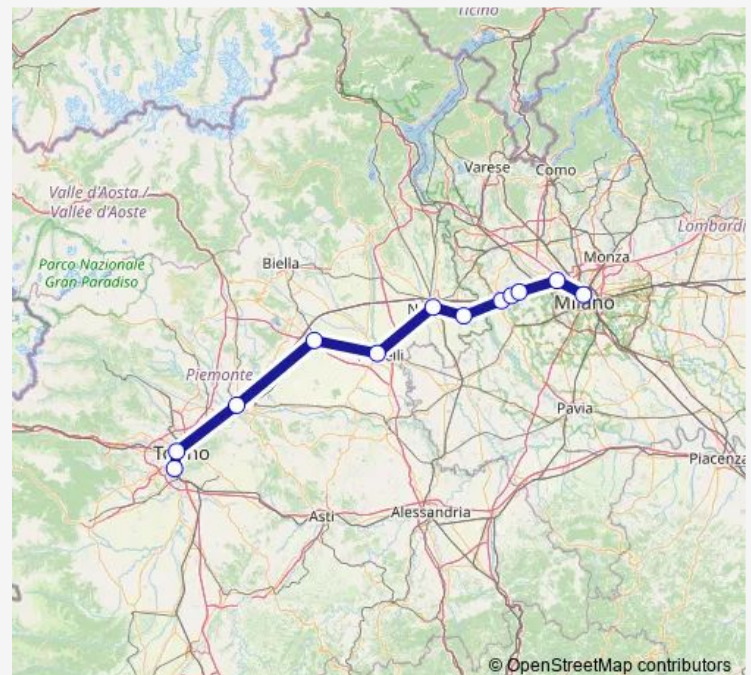 Ticino
Varese
Como
Valle d'Aosta /
Vallée d'Aoste
Lombardi
Monza
Biella
Parco Nazionale
Gran Paradiso
Milano
Piemonte
Pavia
Piacenza
Asti
Alessandria
© OpenStreetMap contributors